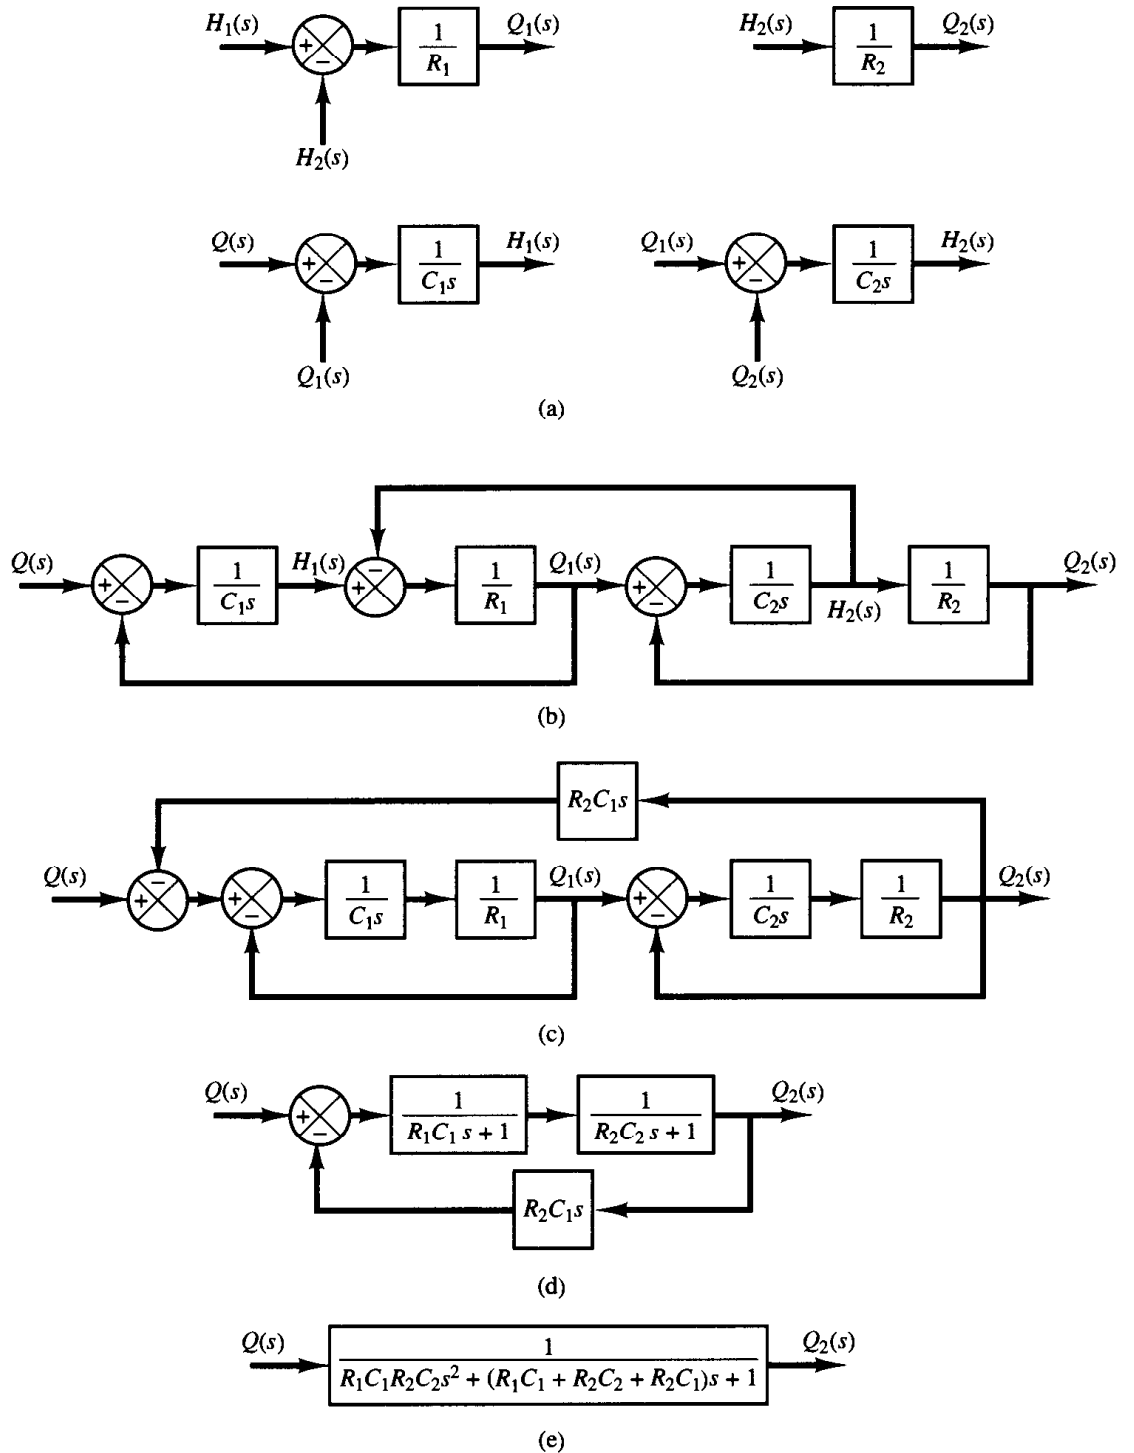 H₁(s) + − 1/R₁ Q₁(s)
H₂(s)
H₂(s) 1/R₂ Q₂(s)
Q(s) + − 1/(C₁s) H₁(s)
Q₁(s)
Q₁(s) + − 1/(C₂s) H₂(s)
Q₂(s)
(a)
Q(s) + − 1/(C₁s) H₁(s) + − 1/R₁ Q₁(s) + − 1/(C₂s) H₂(s) 1/R₂ Q₂(s)
(b)
R₂C₁s
Q(s) + − + − 1/(C₁s) 1/R₁ Q₁(s) + − 1/(C₂s) 1/R₂ Q₂(s)
(c)
Q(s) + − 1/(R₁C₁ s + 1) 1/(R₂C₂ s + 1) Q₂(s)
R₂C₁s
(d)
Q(s) 1/(R₁C₁R₂C₂s² + (R₁C₁ + R₂C₂ + R₂C₁)s + 1) Q₂(s)
(e)